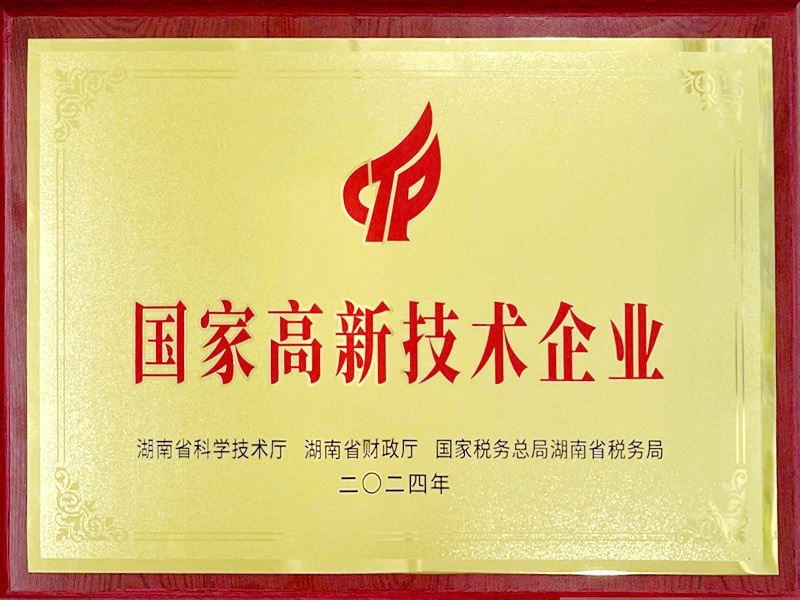 CTP
国家高新技术企业
湖南省科学技术厅 湖南省财政厅 国家税务总局湖南省税务局
二〇二四年